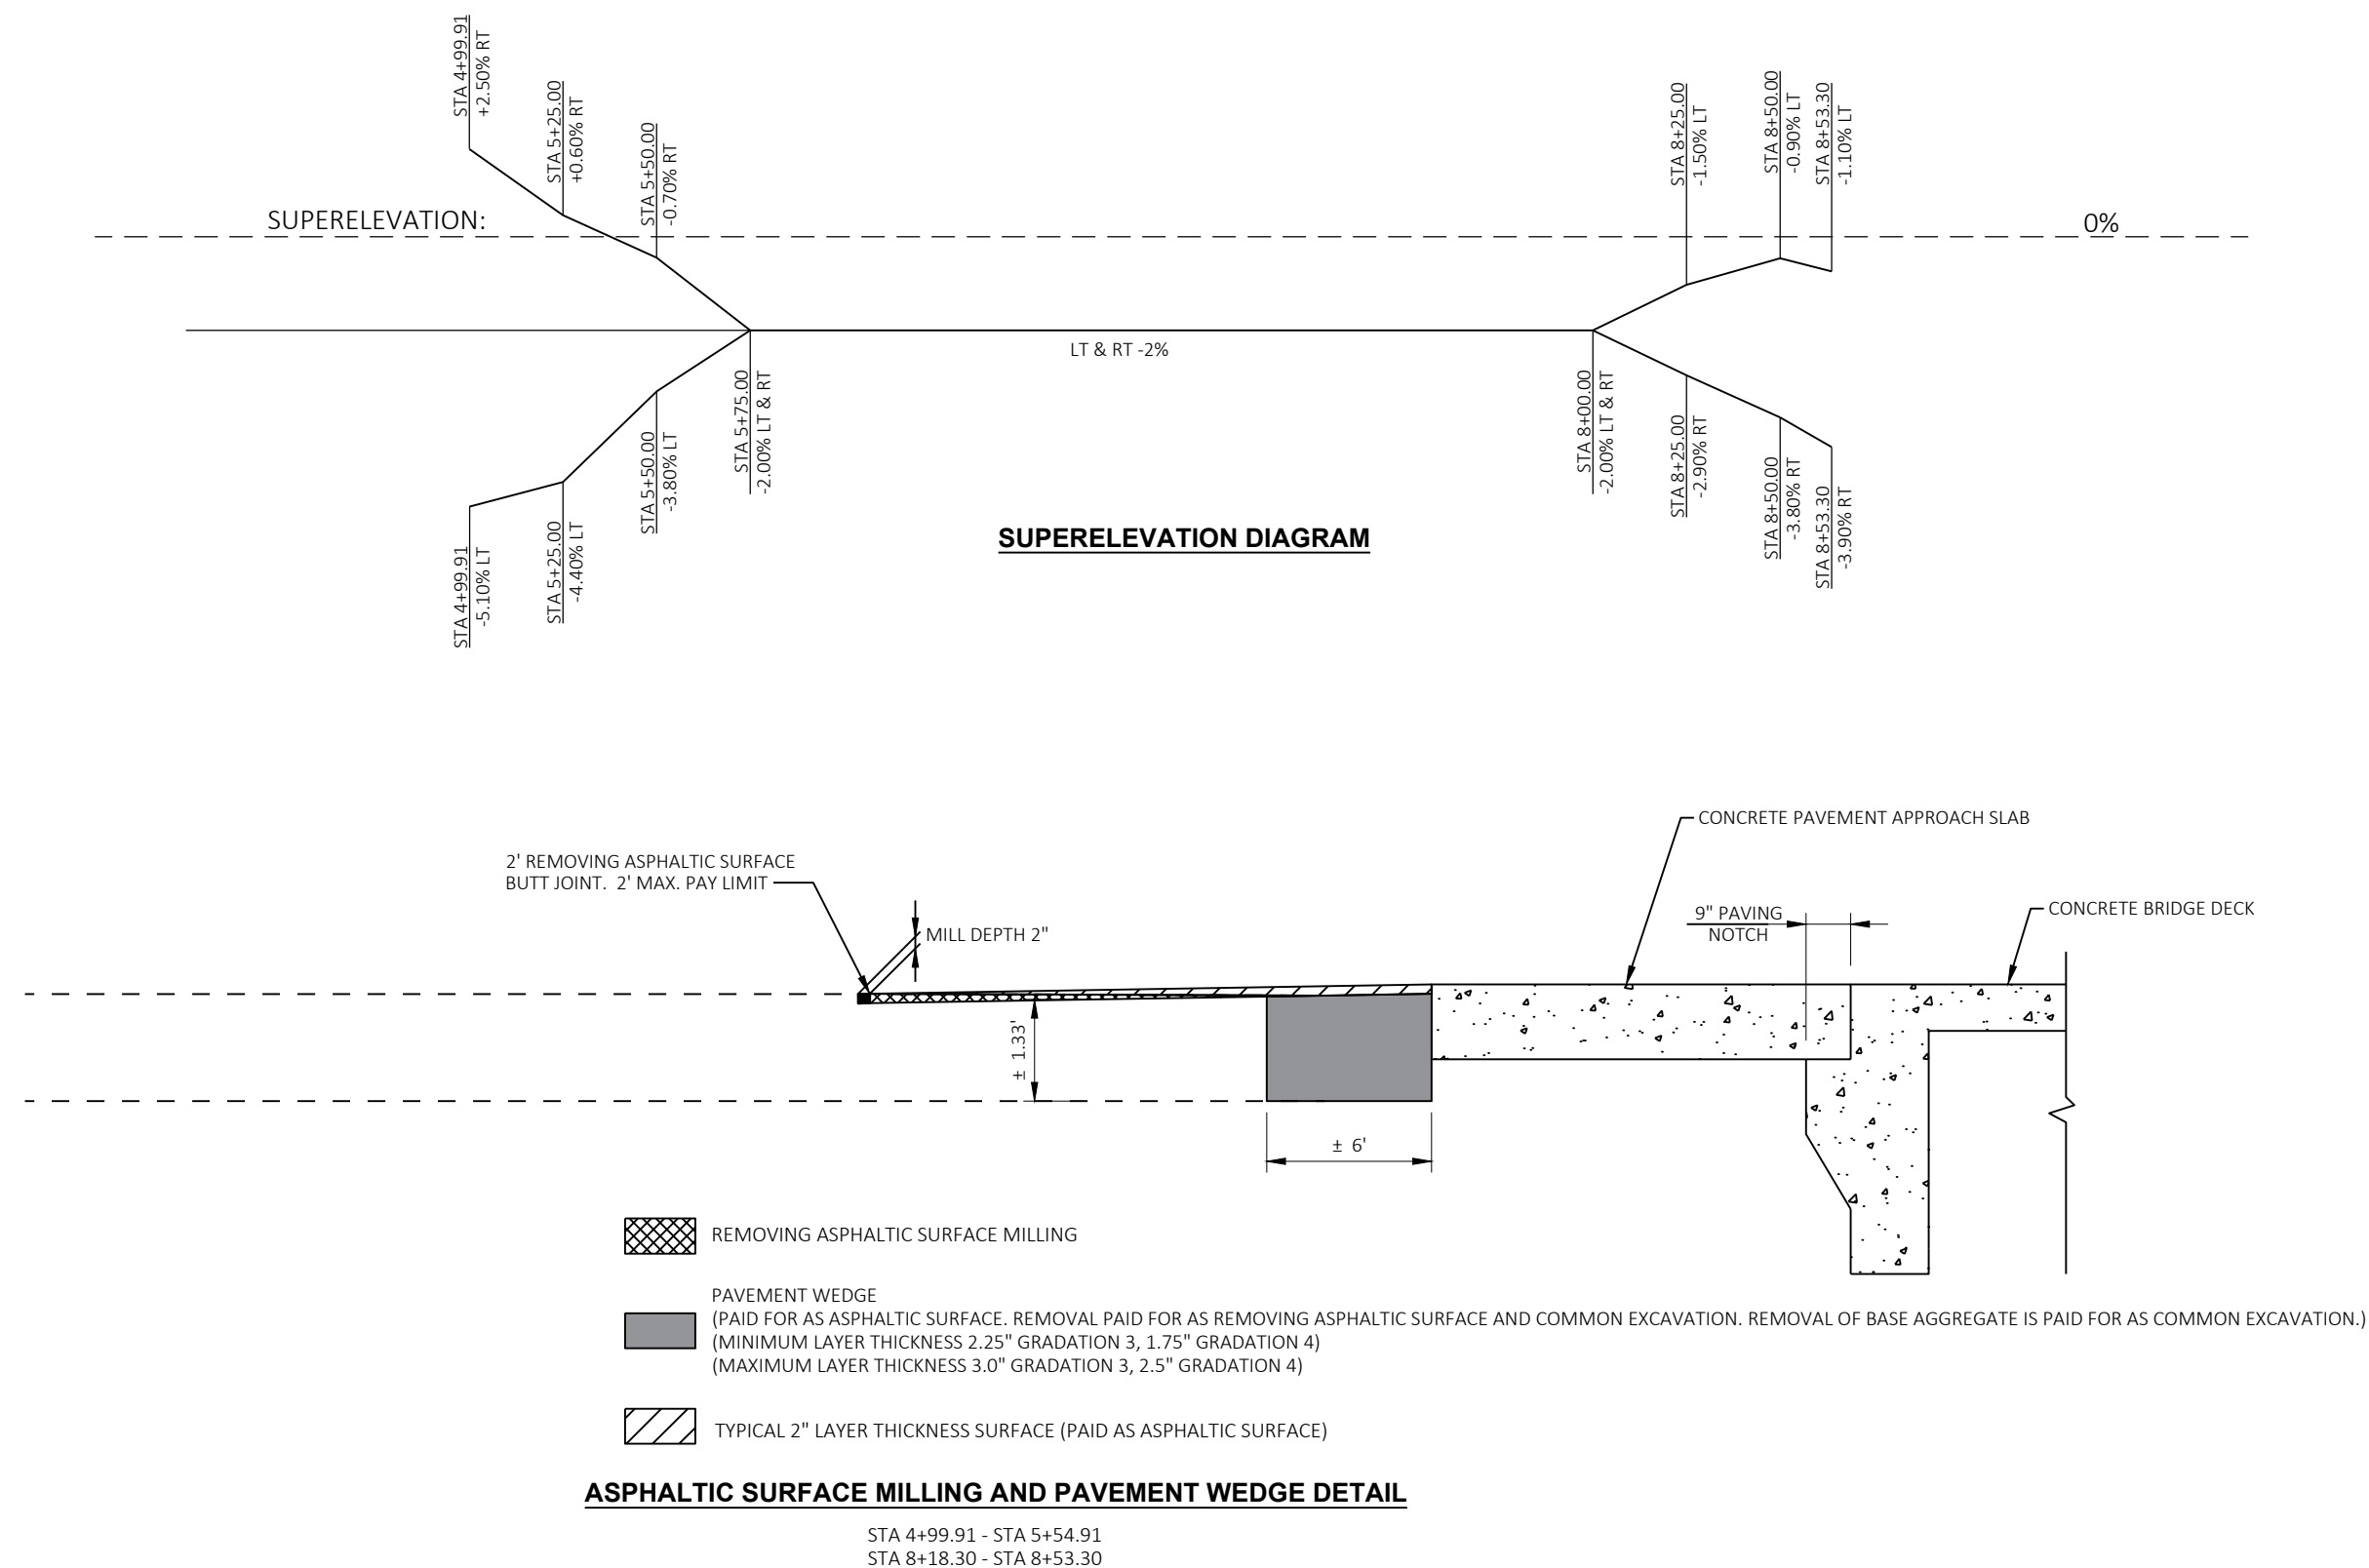 STA 4+99.91
+2.50% RT
STA 5+25.00
+0.60% RT
STA 5+50.00
-0.70% RT
STA 8+25.00
-1.50% LT
STA 8+50.00
-0.90% LT
STA 8+53.30
-1.10% LT
SUPERELEVATION:
0%
LT & RT -2%
STA 4+99.91
-5.10% LT
STA 5+25.00
-4.40% LT
STA 5+50.00
-3.80% LT
STA 5+75.00
-2.00% LT & RT
STA 8+00.00
-2.00% LT & RT
STA 8+25.00
-2.90% RT
STA 8+50.00
-3.80% RT
STA 8+53.30
-3.90% RT
SUPERELEVATION DIAGRAM
CONCRETE PAVEMENT APPROACH SLAB
2' REMOVING ASPHALTIC SURFACE
BUTT JOINT. 2' MAX. PAY LIMIT
MILL DEPTH 2"
9" PAVING
NOTCH
CONCRETE BRIDGE DECK
± 1.33'
± 6'
REMOVING ASPHALTIC SURFACE MILLING
PAVEMENT WEDGE
(PAID FOR AS ASPHALTIC SURFACE. REMOVAL PAID FOR AS REMOVING ASPHALTIC SURFACE AND COMMON EXCAVATION. REMOVAL OF BASE AGGREGATE IS PAID FOR AS COMMON EXCAVATION.)
(MINIMUM LAYER THICKNESS 2.25" GRADATION 3, 1.75" GRADATION 4)
(MAXIMUM LAYER THICKNESS 3.0" GRADATION 3, 2.5" GRADATION 4)
TYPICAL 2" LAYER THICKNESS SURFACE (PAID AS ASPHALTIC SURFACE)
ASPHALTIC SURFACE MILLING AND PAVEMENT WEDGE DETAIL
STA 4+99.91 - STA 5+54.91
STA 8+18.30 - STA 8+53.30